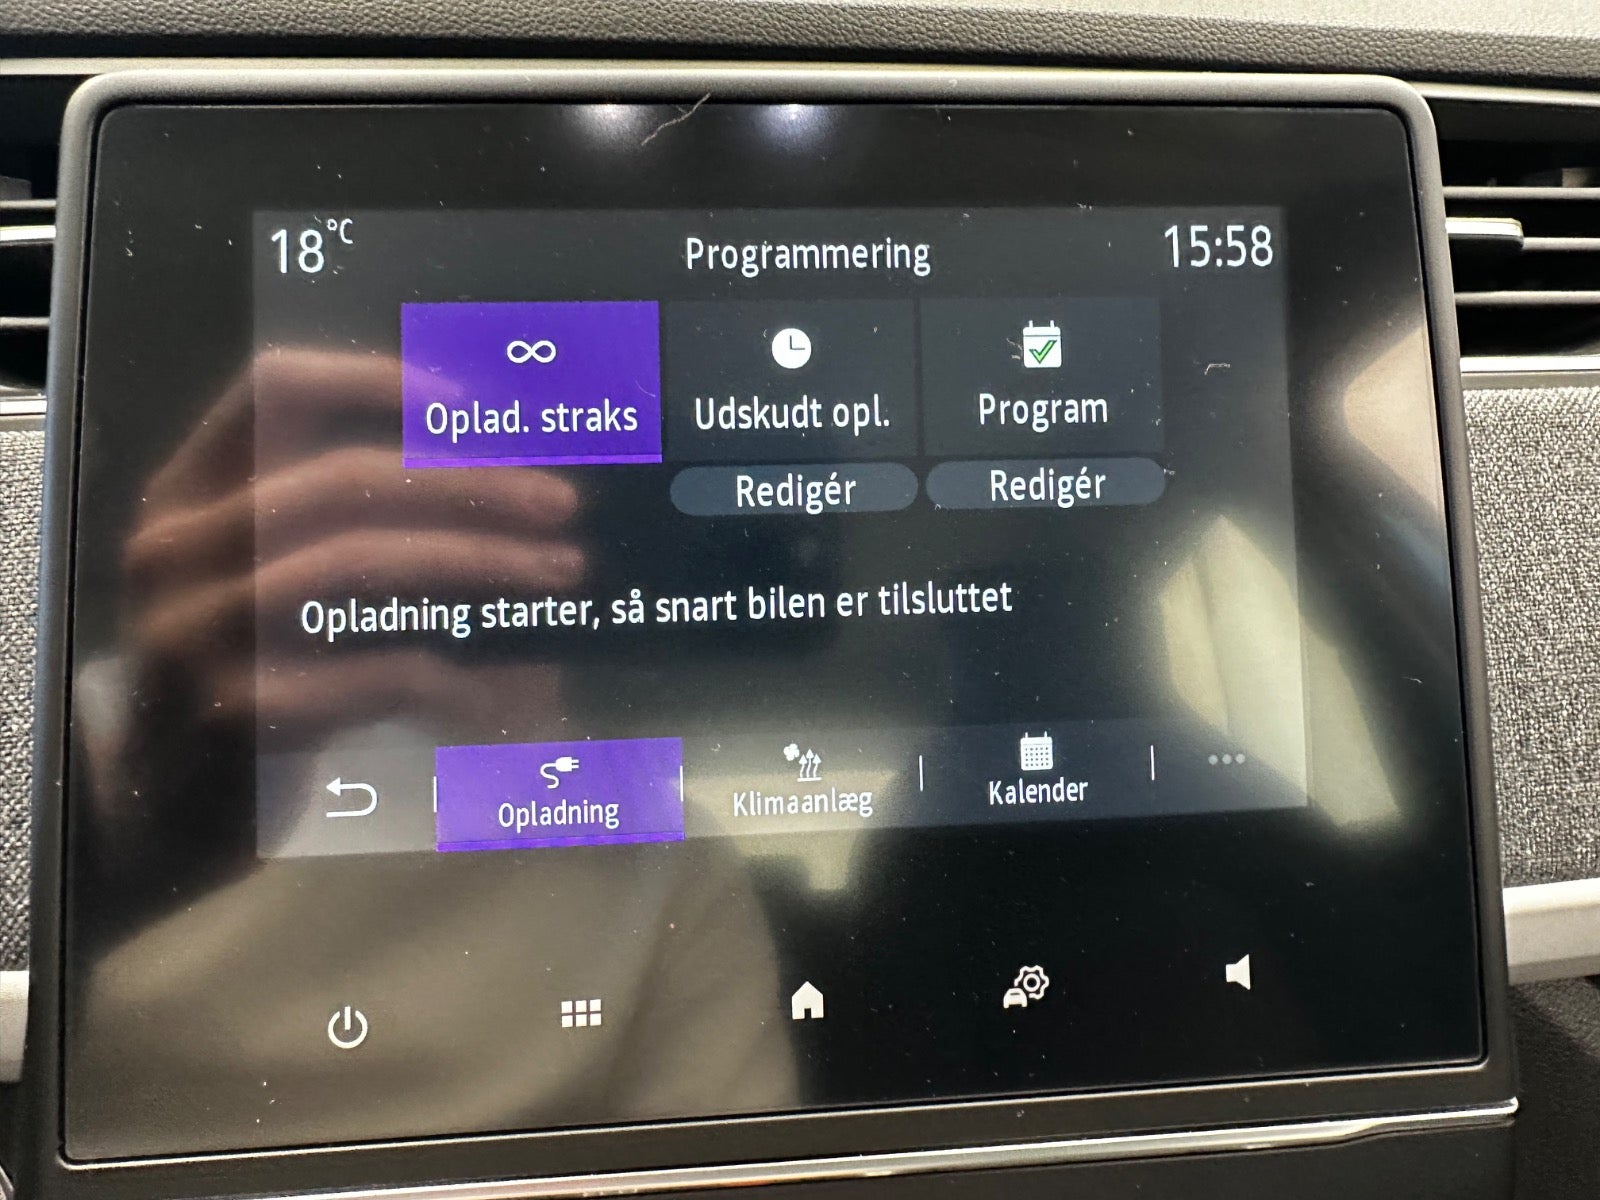 18°C
Programmering
15:58
Oplad. straks
Udskudt opl.
Program
Redigér
Redigér
Opladning starter, så snart bilen er tilsluttet
Opladning
Klimaanlæg
Kalender